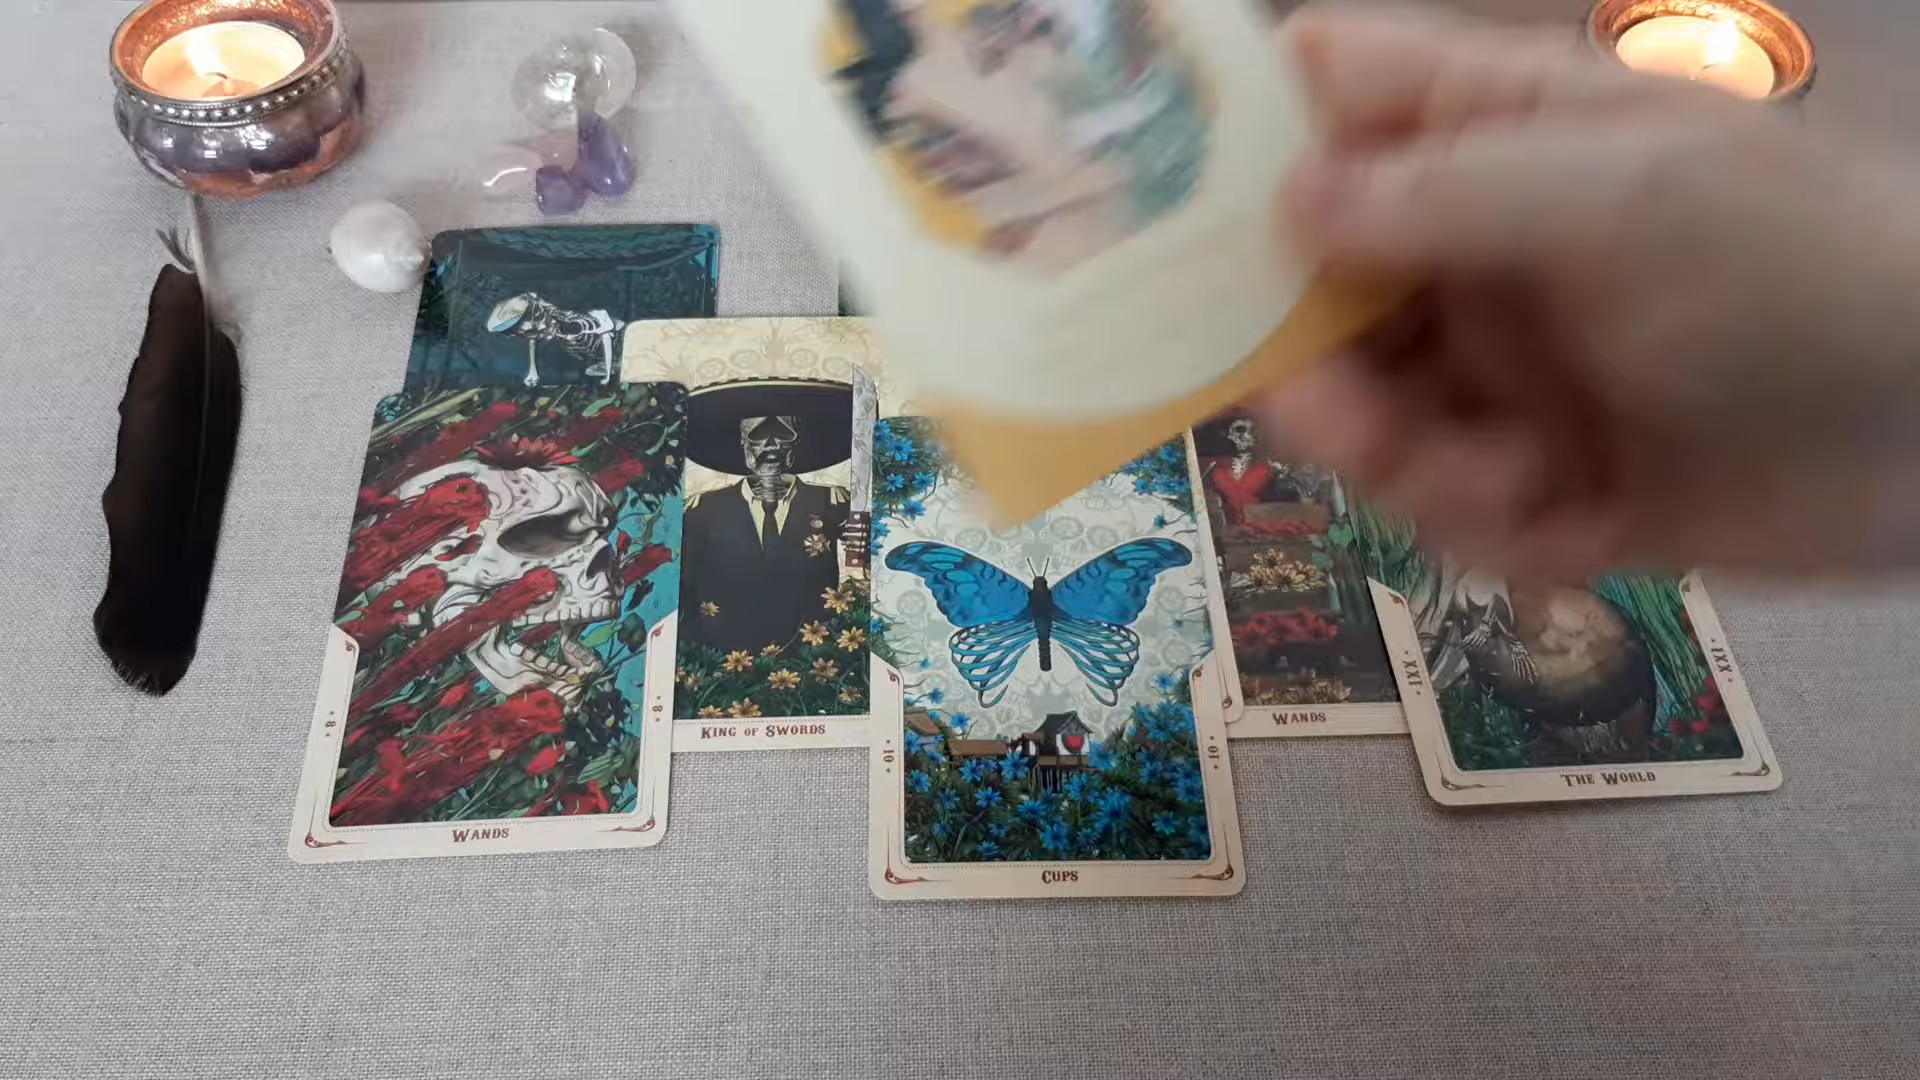 · 8 ·
· 8 ·
WANDS
KING OF SWORDS
· 10 ·
· 10 ·
CUPS
WANDS
· XXI ·
· XXI ·
THE WORLD